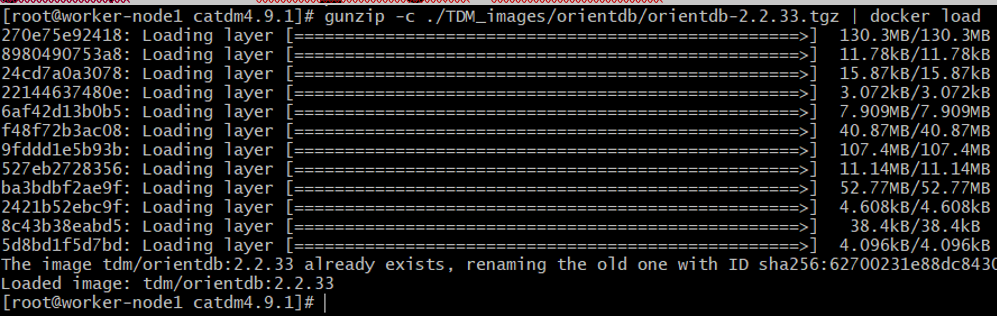 [root@worker-node1 catdm4.9.1]# gunzip -c ./TDM_images/orientdb/orientdb-2.2.33.tgz | docker load
270e75e92418: Loading layer [==================================================>] 130.3MB/130.3MB
8980490753a8: Loading layer [==================================================>] 11.78kB/11.78kB
24cd7a0a3078: Loading layer [==================================================>] 15.87kB/15.87kB
22144637480e: Loading layer [==================================================>] 3.072kB/3.072kB
6af42d13b0b5: Loading layer [==================================================>] 7.909MB/7.909MB
f48f72b3ac08: Loading layer [==================================================>] 40.87MB/40.87MB
9fddd1e5b93b: Loading layer [==================================================>] 107.4MB/107.4MB
527eb2728356: Loading layer [==================================================>] 11.14MB/11.14MB
ba3bdbf2ae9f: Loading layer [==================================================>] 52.77MB/52.77MB
2421b52ebc9f: Loading layer [==================================================>] 4.608kB/4.608kB
8c43b38eabd5: Loading layer [==================================================>] 38.4kB/38.4kB
5d8bd1f5d7bd: Loading layer [==================================================>] 4.096kB/4.096kB
The image tdm/orientdb:2.2.33 already exists, renaming the old one with ID sha256:62700231e88dc8430
Loaded image: tdm/orientdb:2.2.33
[root@worker-node1 catdm4.9.1]#